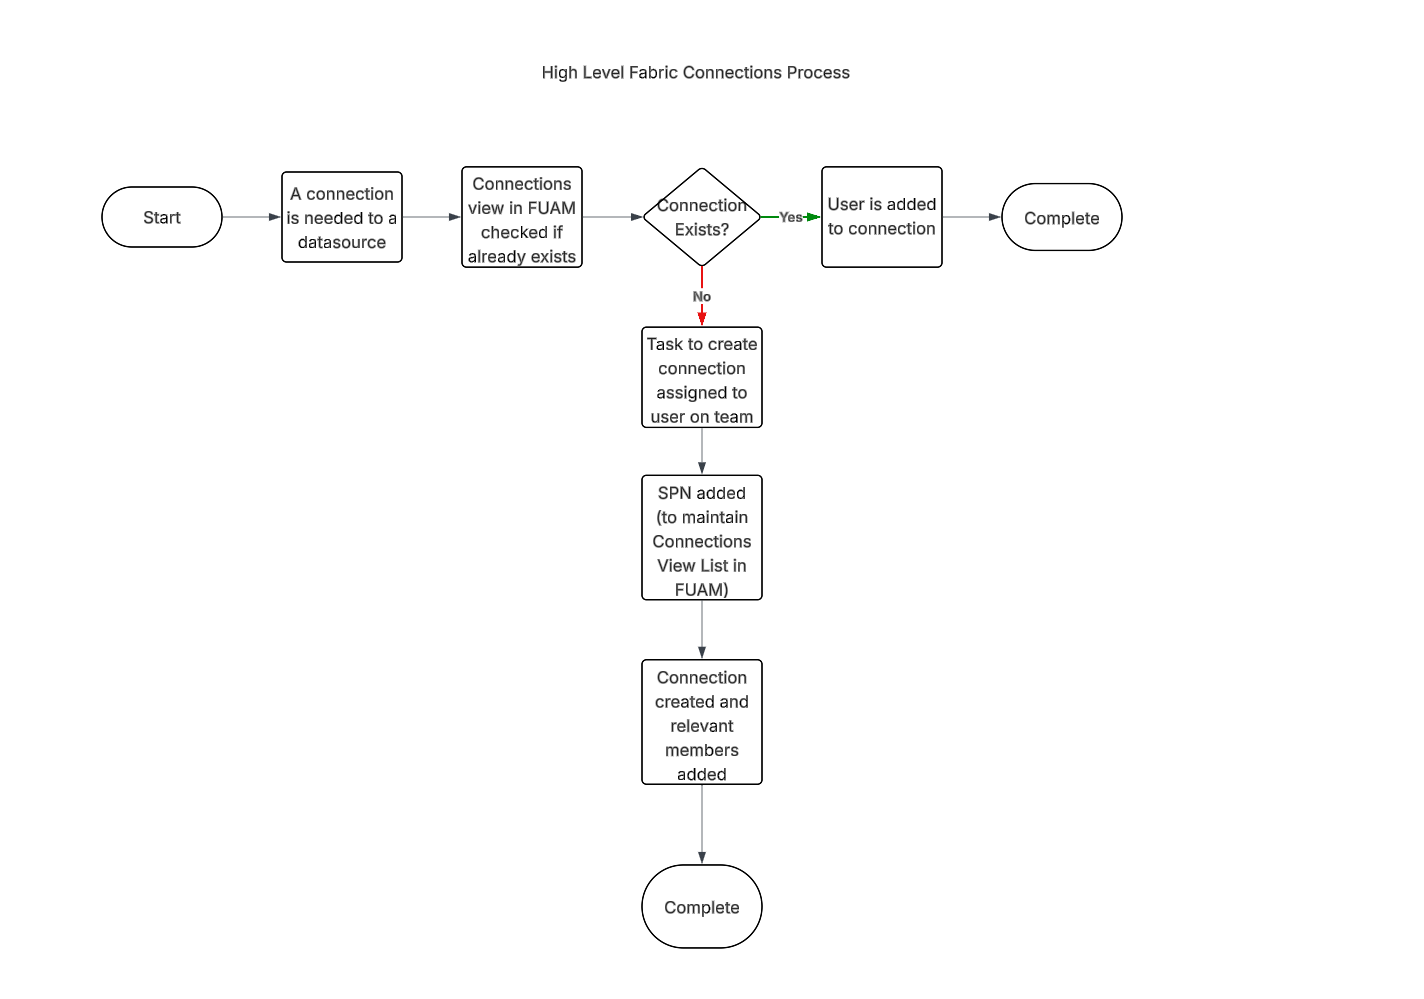 High Level Fabric Connections Process
Start
A connection
is needed to a
datasource
Connections
view in FUAM
checked if
already exists
Connection
Exists?
Yes
User is added
to connection
Complete
No
Task to create
connection
assigned to
user on team
SPN added
(to maintain
Connections
View List in
FUAM)
Connection
created and
relevant
members
added
Complete